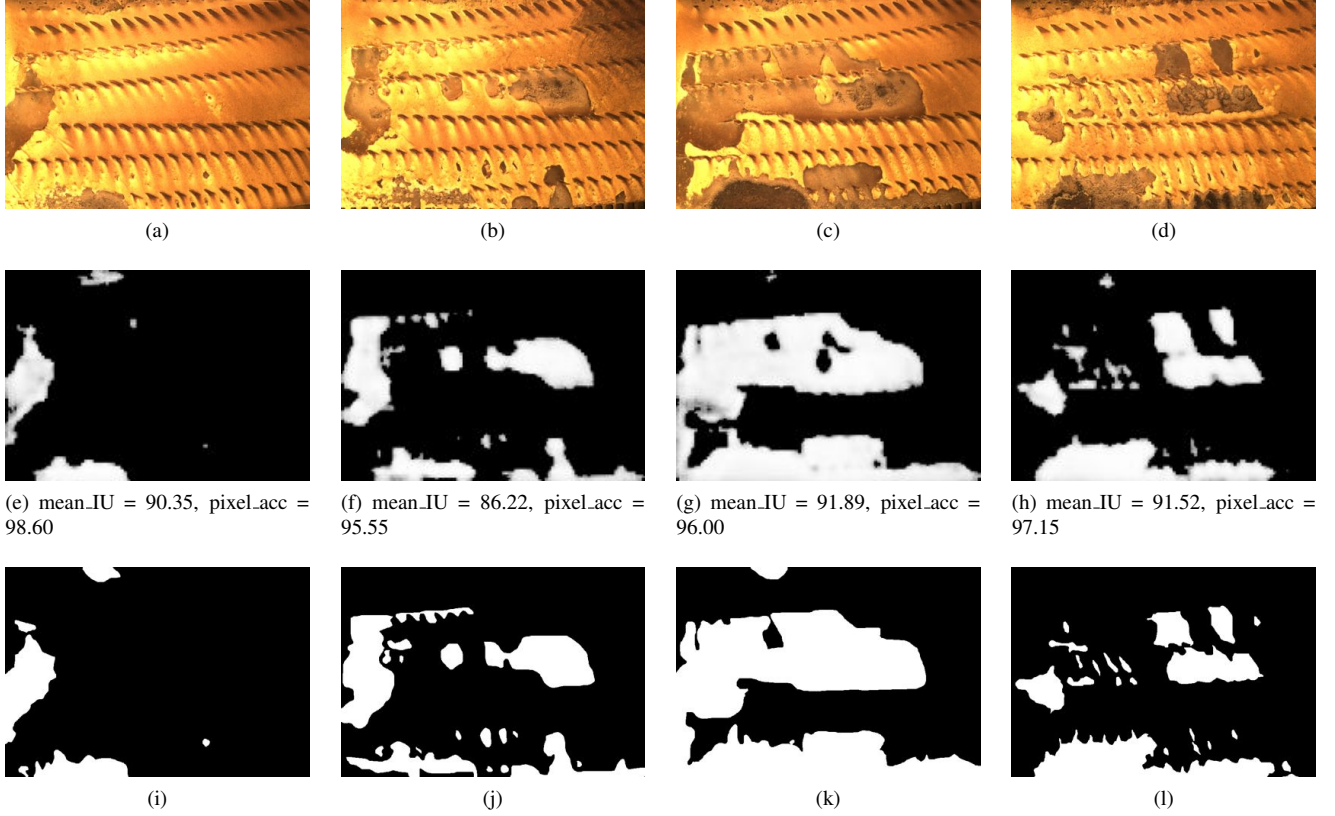 (a)
(b)
(c)
(d)
(e) mean_IU = 90.35, pixel_acc =
98.60
(f) mean_IU = 86.22, pixel_acc =
95.55
(g) mean_IU = 91.89, pixel_acc =
96.00
(h) mean_IU = 91.52, pixel_acc =
97.15
(i)
(j)
(k)
(l)